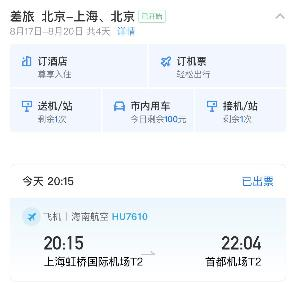 差旅 北京-上海、北京 已开始
8月17日-8月20日 共4天 详情
订酒店
尊享入住
订机票
轻松出行
送机/站
剩余1次
市内用车
今日剩余100元
接机/站
剩余1次
今天 20:15 已出票
飞机｜海南航空 HU7610
20:15 22:04
上海虹桥国际机场T2 首都机场T2